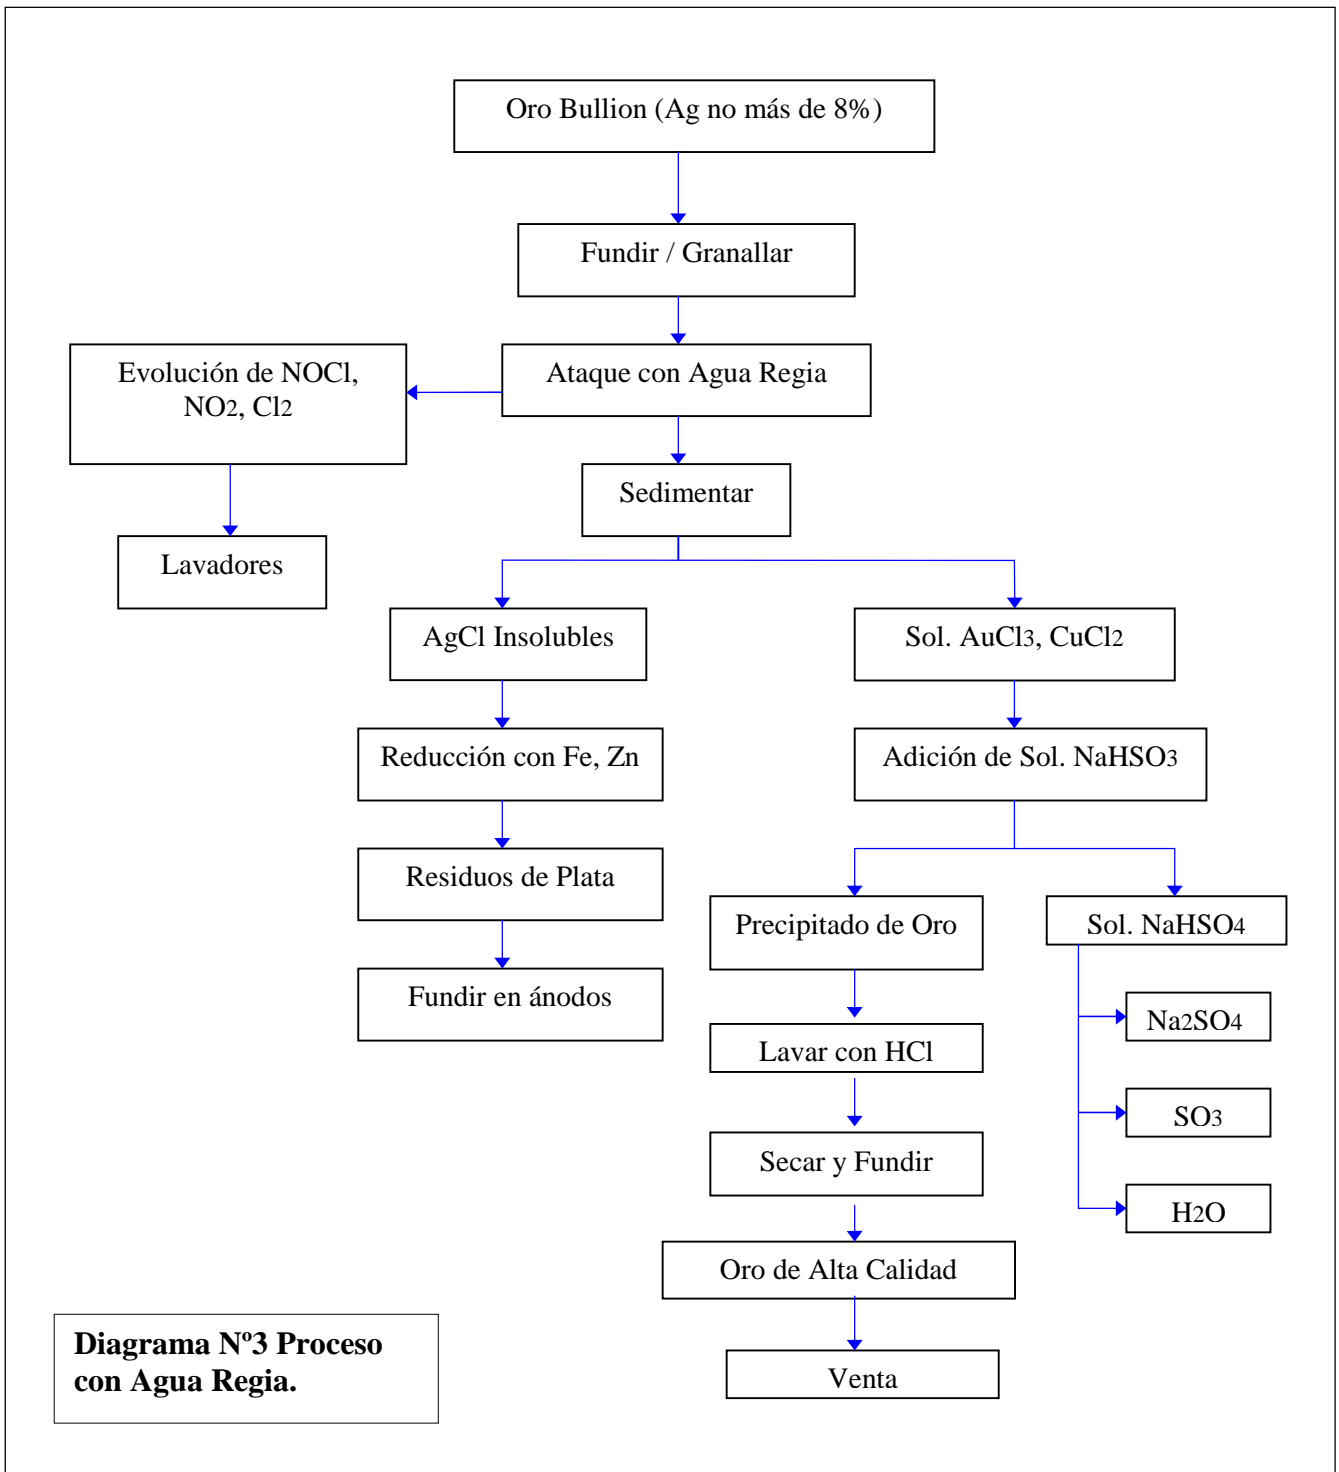 Oro Bullion (Ag no más de 8%)
Fundir / Granallar
Evolución de NOCl,
NO2, Cl2
Ataque con Agua Regia
Sedimentar
Lavadores
AgCl Insolubles
Sol. AuCl3, CuCl2
Reducción con Fe, Zn
Adición de Sol. NaHSO3
Residuos de Plata
Precipitado de Oro
Sol. NaHSO4
Fundir en ánodos
Na2SO4
Lavar con HCl
SO3
Secar y Fundir
H2O
Oro de Alta Calidad
Diagrama Nº3 Proceso
con Agua Regia.
Venta